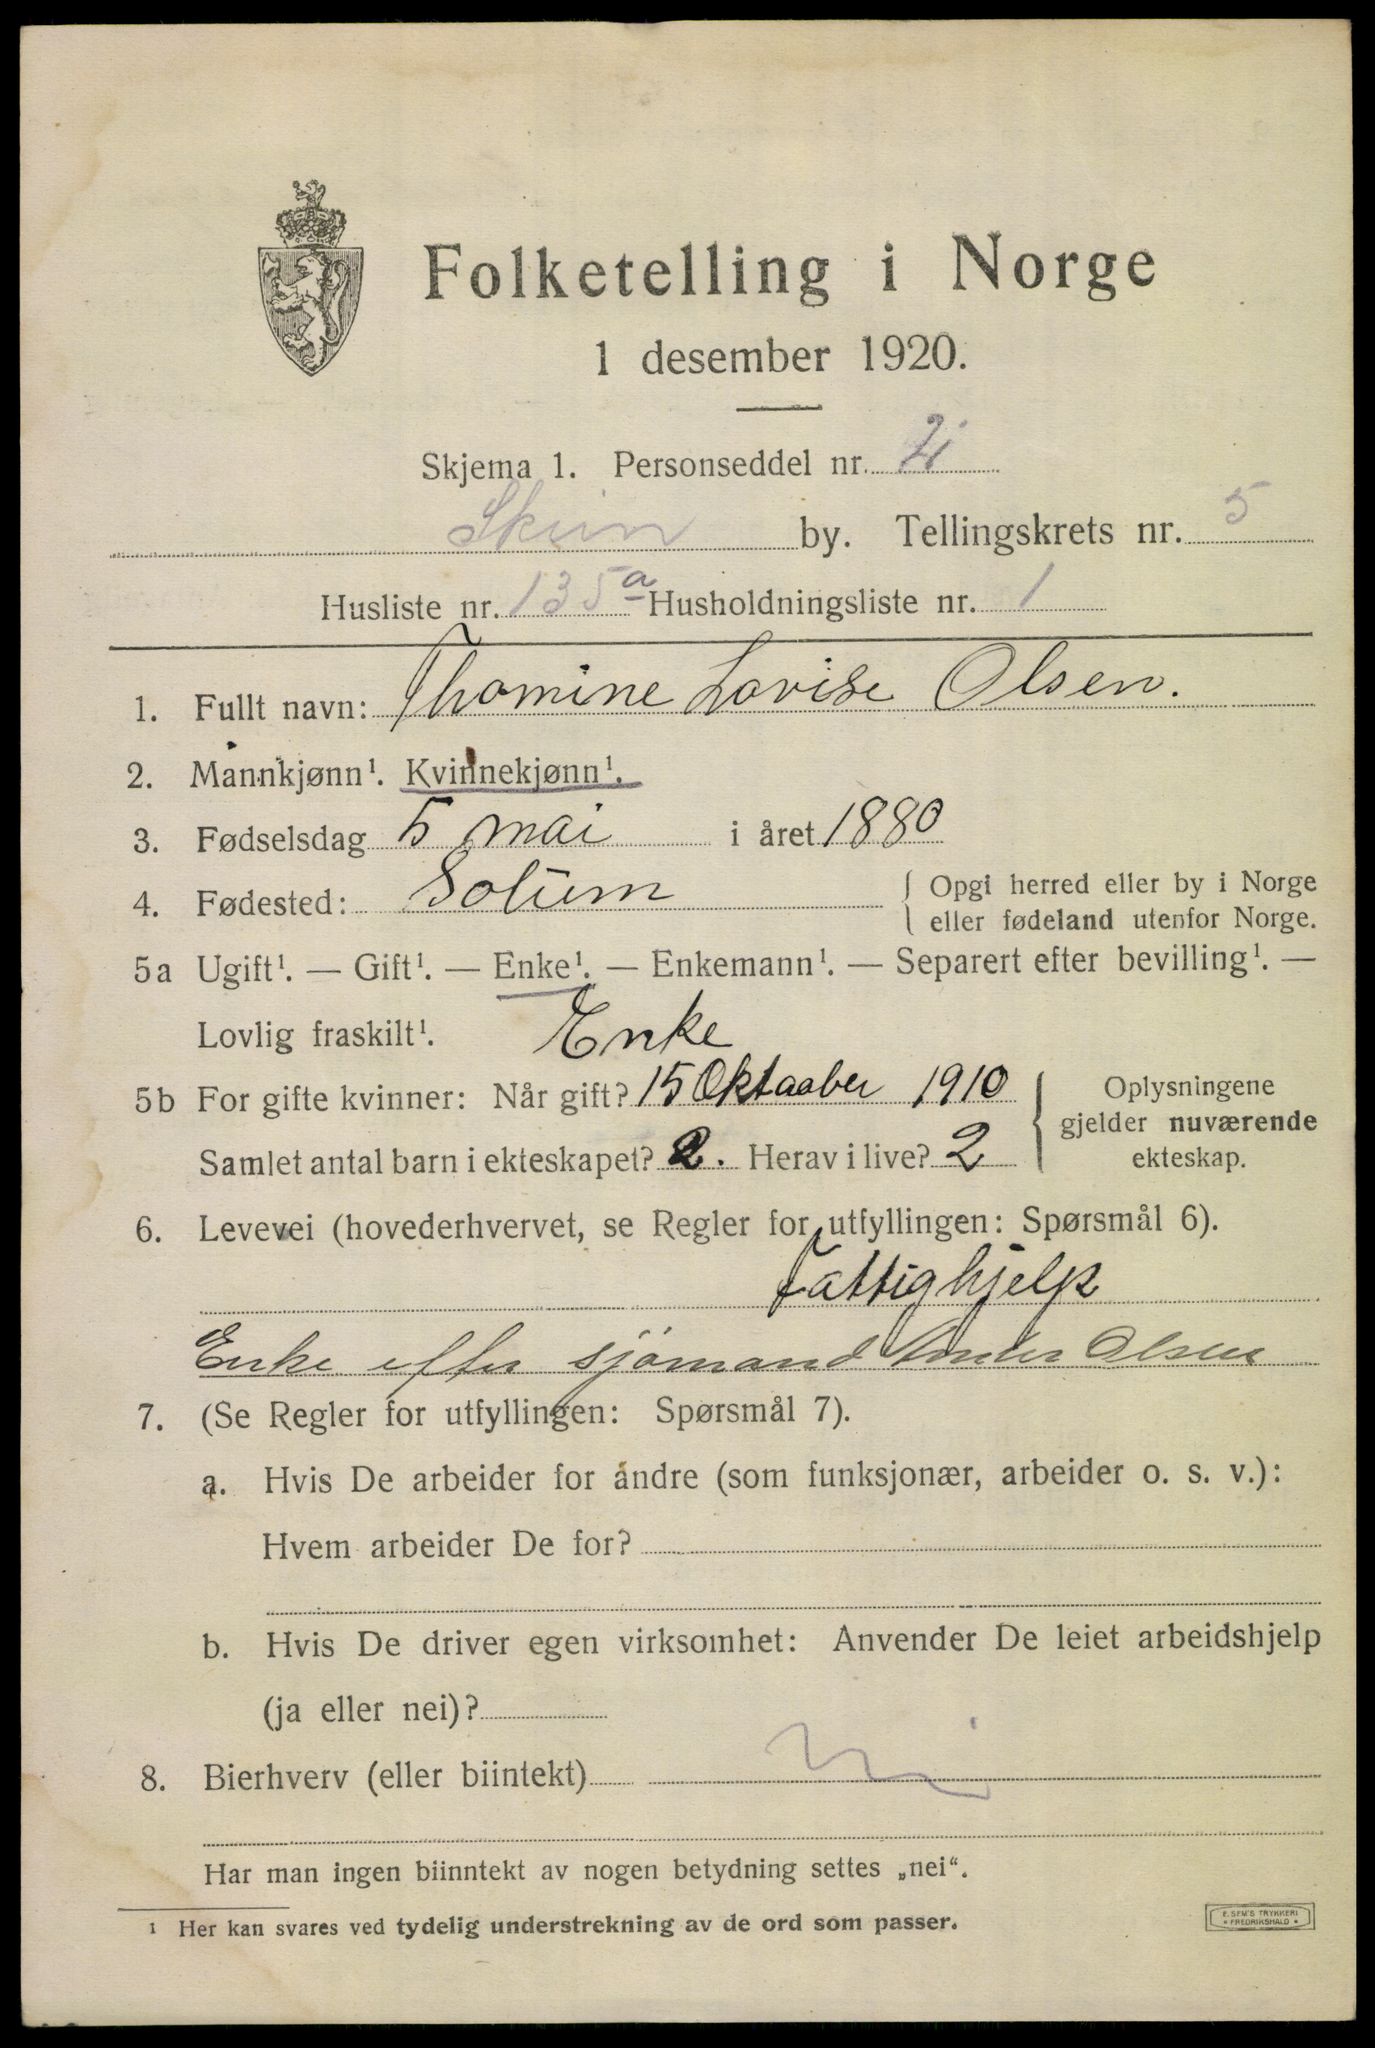 Folketelling i Norge
1 desember 1920.
Skjema 1. Personseddel nr.
Skien by. Tellingskrets nr. 5
Husliste nr. 135a Husholdningsliste nr. 1
1. Fullt navn: Thomine Lovise Olsen.
2. Mannkjønn¹. Kvinnekjønn¹.
3. Fødselsdag 5 mai i året 1880
4. Fødested: Solum { Opgi herred eller by i Norge
eller fødeland utenfor Norge.
5a Ugift¹. — Gift¹. — Enke¹. — Enkemann¹. — Separert efter bevilling¹. —
Lovlig fraskilt¹. Enke
5b For gifte kvinner: Når gift? 15 Oktaaber 1910 } Oplysningene
gjelder nuværende
Samlet antal barn i ekteskapet? 2. Herav i live? 2 ekteskap.
6. Levevei (hovederhvervet, se Regler for utfyllingen: Spørsmål 6).
Fattighjelp
Enke efter sjømand Olsen
7. (Se Regler for utfyllingen: Spørsmål 7).
a. Hvis De arbeider for andre (som funksjonær, arbeider o. s. v.):
Hvem arbeider De for?
b. Hvis De driver egen virksomhet: Anvender De leiet arbeidshjelp
(ja eller nei)?
8. Bierhverv (eller biintekt) Nei
Har man ingen biinntekt av nogen betydning settes „nei“.
¹ Her kan svares ved tydelig understrekning av de ord som passer.
E. SEM'S TRYKKERI
FREDRIKSHALD